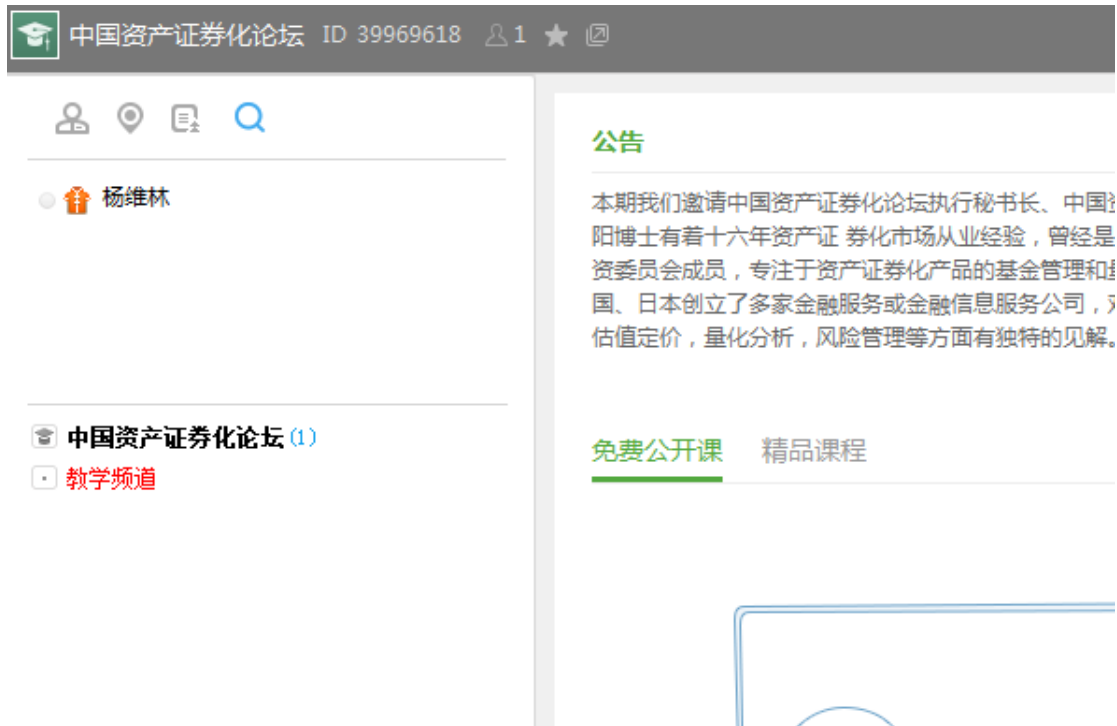 中国资产证券化论坛 ID 39969618 1
杨维林
中国资产证券化论坛 (1)
教学频道
公告
本期我们邀请中国资产证券化论坛执行秘书长、中国
阳博士有着十六年资产证 券化市场从业经验，曾经是
资委员会成员，专注于资产证券化产品的基金管理和
国、日本创立了多家金融服务或金融信息服务公司，
估值定价，量化分析，风险管理等方面有独特的见解。
免费公开课 精品课程